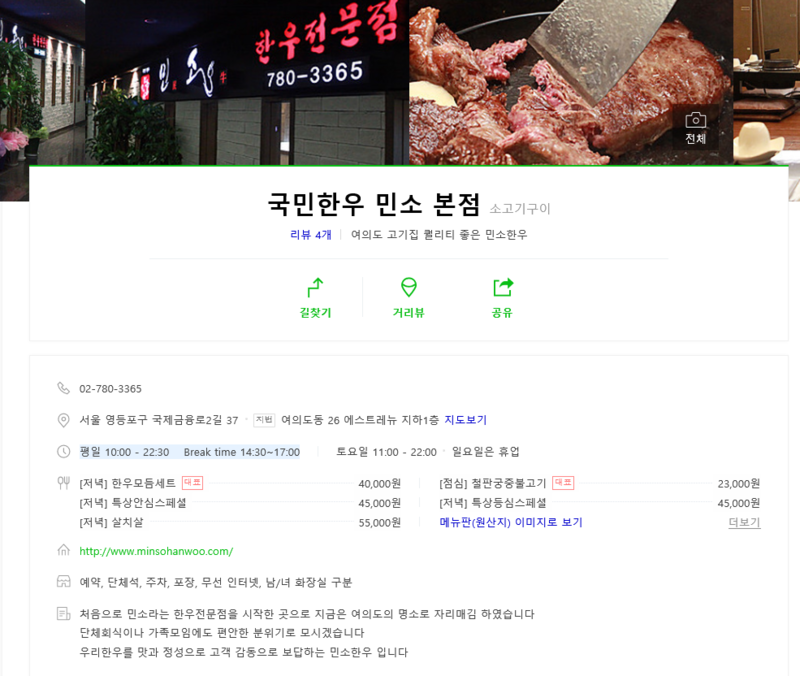 한우전문점
민소
780-3365
전체
국민한우 민소 본점 소고기구이
리뷰 4개 여의도 고기집 퀄리티 좋은 민소한우
길찾기 거리뷰 공유
02-780-3365
서울 영등포구 국제금융로2길 37 · 지번 여의도동 26 에스트레뉴 지하1층 지도보기
평일 10:00 - 22:30 Break time 14:30~17:00 토요일 11:00 - 22:00 · 일요일은 휴업
[저녁] 한우모듬세트 대표 40,000원 [점심] 철판궁중불고기 대표 23,000원
[저녁] 특상안심스페셜 45,000원 [저녁] 특상등심스페셜 45,000원
[저녁] 살치살 55,000원 메뉴판(원산지) 이미지로 보기 더보기
http://www.minsohanwoo.com/
예약, 단체석, 주차, 포장, 무선 인터넷, 남/녀 화장실 구분
처음으로 민소라는 한우전문점을 시작한 곳으로 지금은 여의도의 명소로 자리매김 하였습니다
단체회식이나 가족모임에도 편안한 분위기로 모시겠습니다
우리한우를 맛과 정성으로 고객 감동으로 보답하는 민소한우 입니다